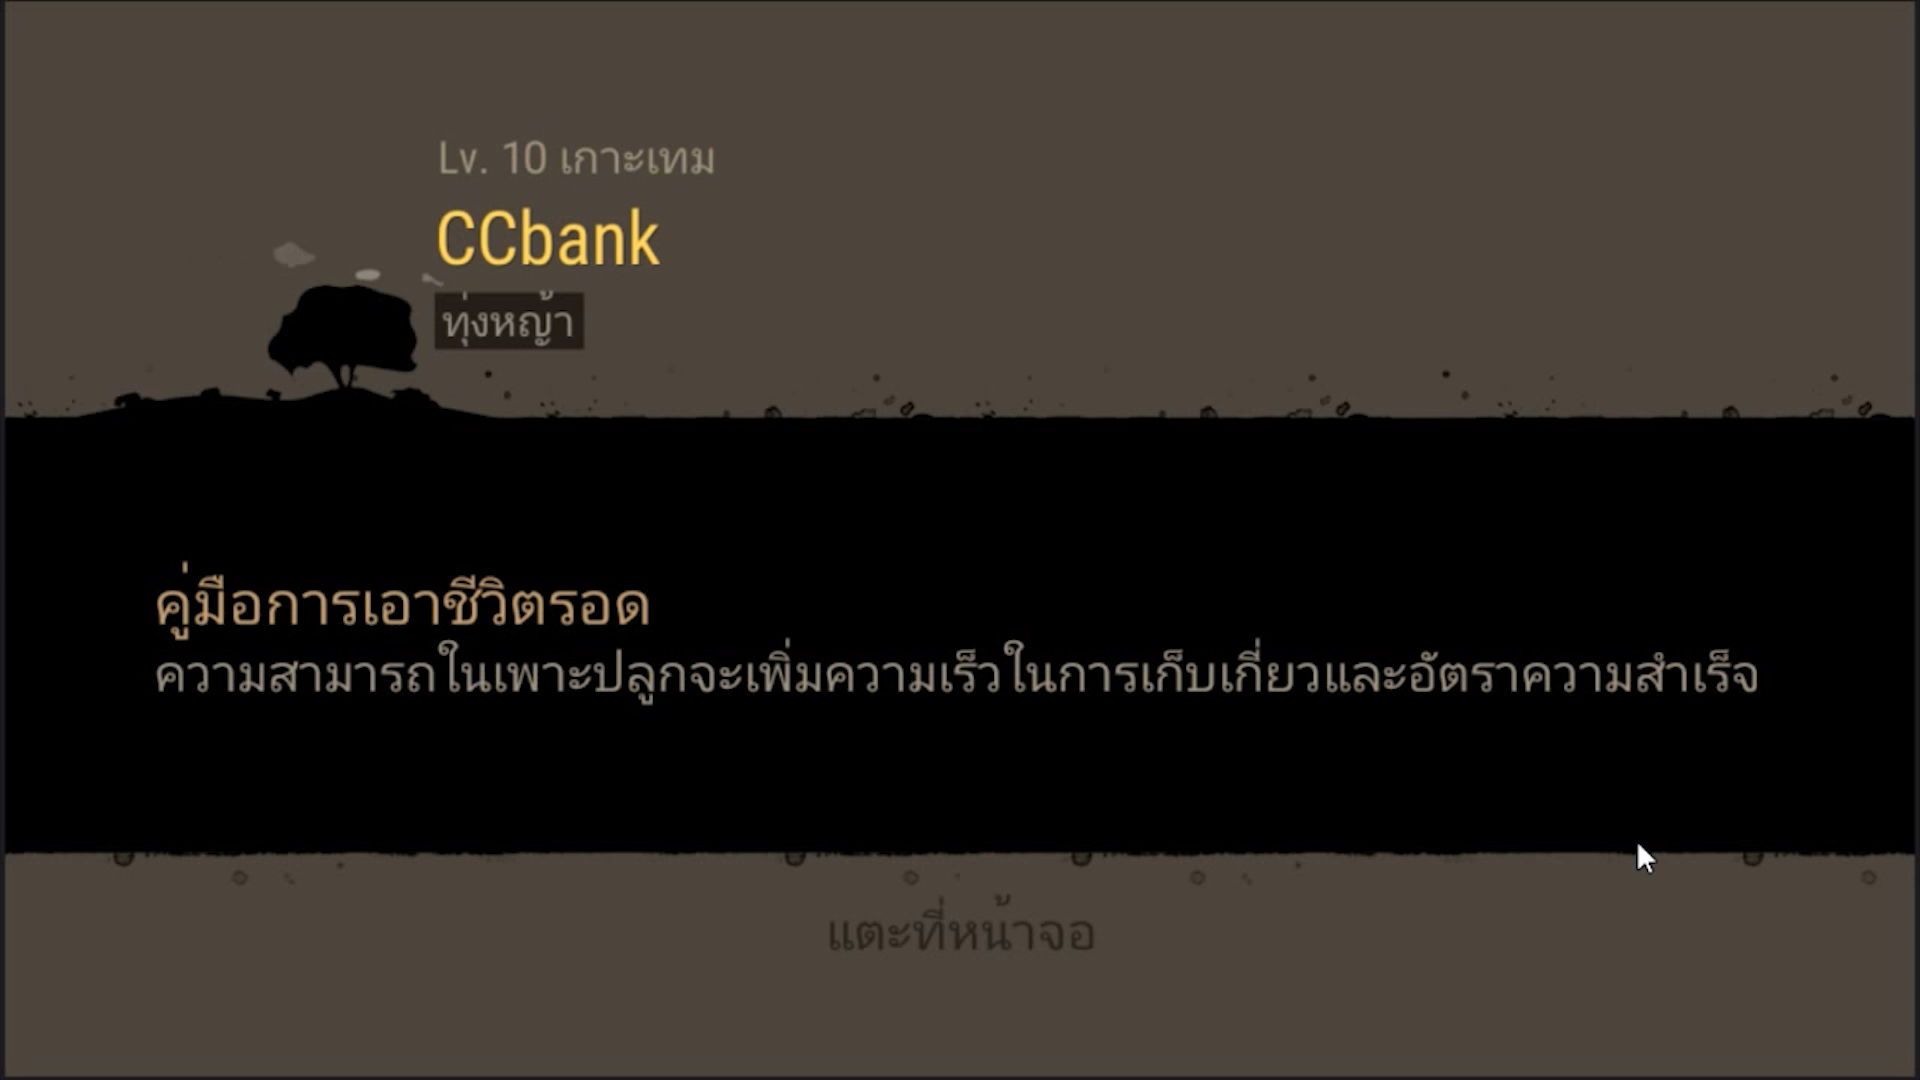 Lv. 10 เกาะเทม
CCbank
ทุ่งหญ้า
คู่มือการเอาชีวิตรอด
ความสามารถในเพาะปลูกจะเพิ่มความเร็วในการเก็บเกี่ยวและอัตราความสำเร็จ
แตะที่หน้าจอ